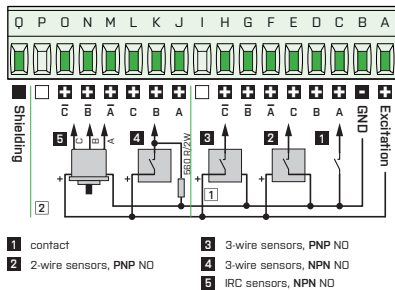 Q P O N M L K J I H G F E D C B A
+ + + + + + + + + + + + - +
C̅ B̅ A̅ C B A C̅ B̅ A̅ C B A GND Excitation
Shielding
5 C B A 4 560 R/2W 3 2 1
+ + + +
2 1
1 contact
2 2-wire sensors, PNP NO
3 3-wire sensors, PNP NO
4 3-wire sensors, NPN NO
5 IRC sensors, NPN NO